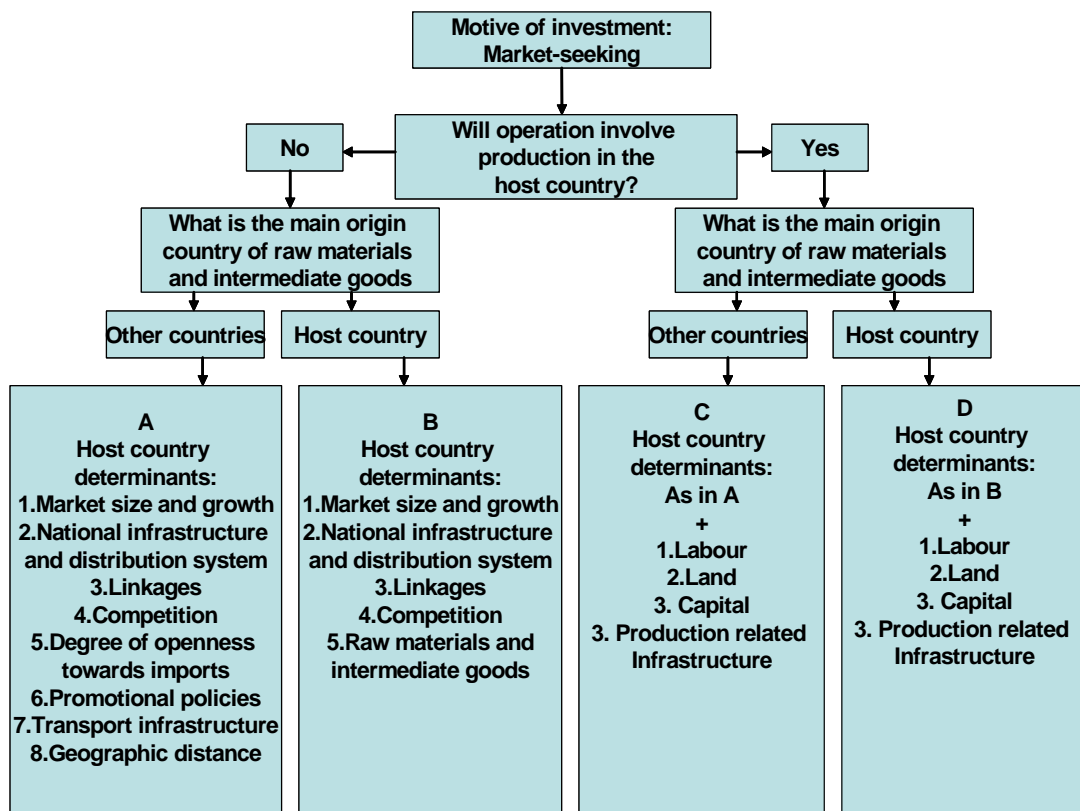 Motive of investment:
Market-seeking
No
Will operation involve
production in the
host country?
Yes
What is the main origin
country of raw materials
and intermediate goods
What is the main origin
country of raw materials
and intermediate goods
Other countries
Host country
Other countries
Host country
A
Host country
determinants:
1.Market size and growth
2.National infrastructure
and distribution system
3.Linkages
4.Competition
5.Degree of openness
towards imports
6.Promotional policies
7.Transport infrastructure
8.Geographic distance
B
Host country
determinants:
1.Market size and growth
2.National infrastructure
and distribution system
3.Linkages
4.Competition
5.Raw materials and
intermediate goods
C
Host country
determinants:
As in A
+
1.Labour
2.Land
3. Capital
3. Production related
Infrastructure
D
Host country
determinants:
As in B
+
1.Labour
2.Land
3. Capital
3. Production related
Infrastructure